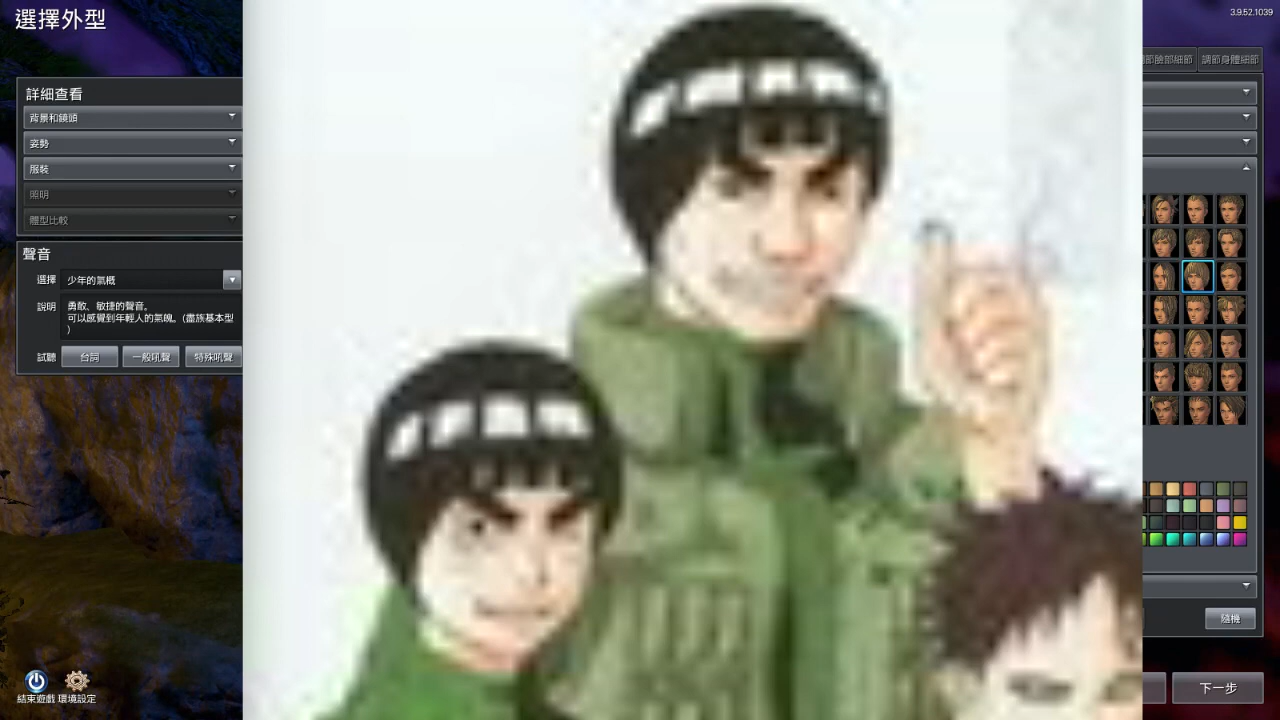 選擇外型
3.9.52.1039
節臉部細節
調節身體細節
詳細查看
背景和鏡頭
姿勢
服裝
照明
體型比較
聲音
選擇 少年的氣概
說明 勇敢、敏捷的聲音。
可以感覺到年輕人的氣魄。(盡族基本型
)
試聽 台詞 一般吼聲 特殊吼聲
隨機
結束遊戲 環境設定
下一步